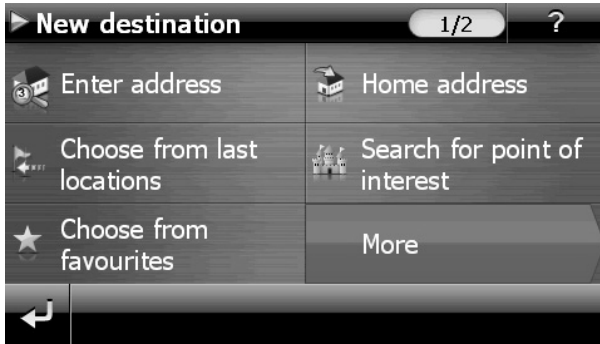 New destination
1/2
?
Enter address
Home address
Choose from last
locations
Search for point of
interest
Choose from
favourites
More